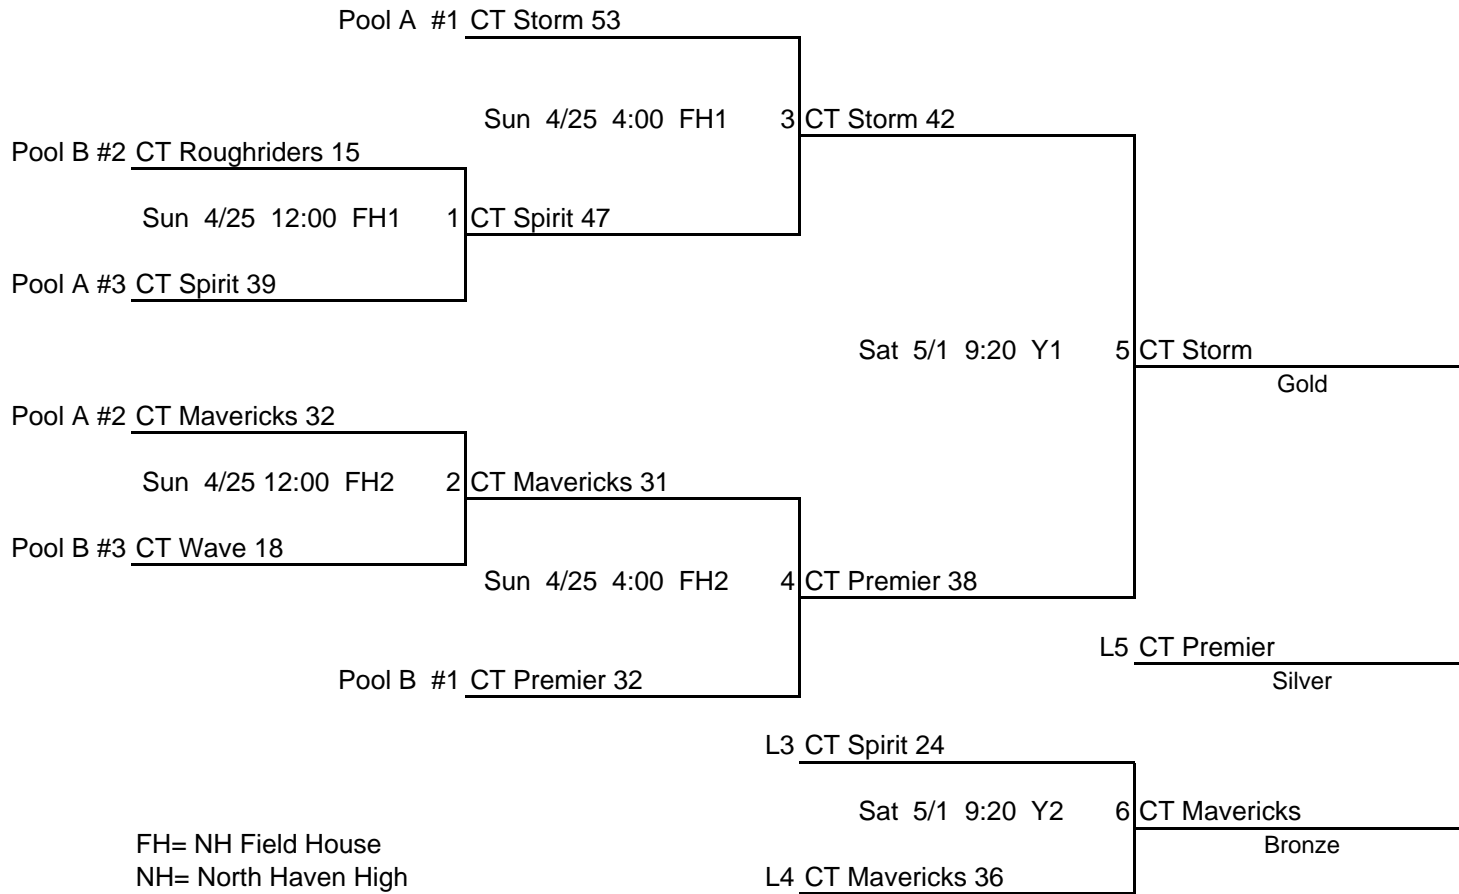 Pool A #1 CT Storm 53
Sun 4/25 4:00 FH1 3 CT Storm 42
Pool B #2 CT Roughriders 15
Sun 4/25 12:00 FH1 1 CT Spirit 47
Pool A #3 CT Spirit 39
Sat 5/1 9:20 Y1 5 CT Storm
Gold
Pool A #2 CT Mavericks 32
Sun 4/25 12:00 FH2 2 CT Mavericks 31
Pool B #3 CT Wave 18
Sun 4/25 4:00 FH2 4 CT Premier 38
L5 CT Premier
Pool B #1 CT Premier 32
Silver
L3 CT Spirit 24
Sat 5/1 9:20 Y2 6 CT Mavericks
FH= NH Field House
Bronze
NH= North Haven High
L4 CT Mavericks 36